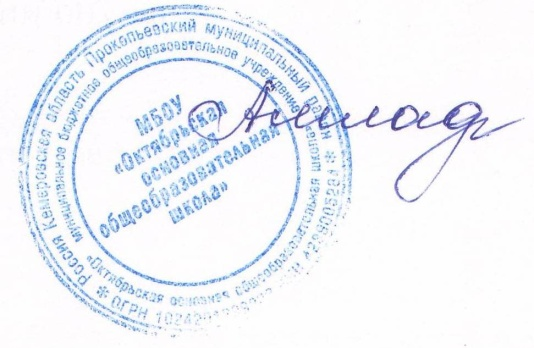 Россия Кемеровская область Прокопьевский муниципальный район *
* ОГРН
муниципальное бюджетное общеобразовательное учреждение
«Октябрьская основная общеобразовательная школа»
МБОУ
«Октябрьская
основная
общеобразовательная
школа»